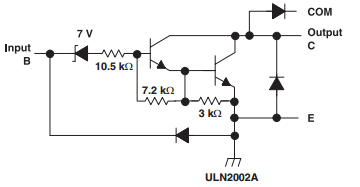 COM
7 V
Output
C
Input
B
10.5 kΩ
7.2 kΩ
3 kΩ
E
ULN2002A